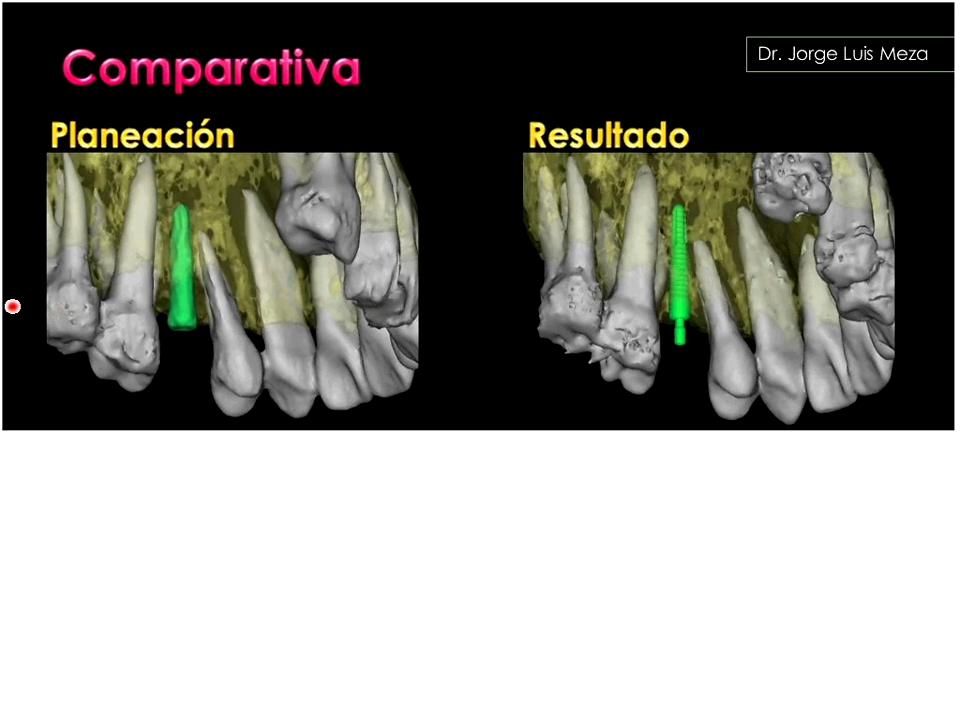 Comparativa
Dr. Jorge Luis Meza
Planeación
Resultado